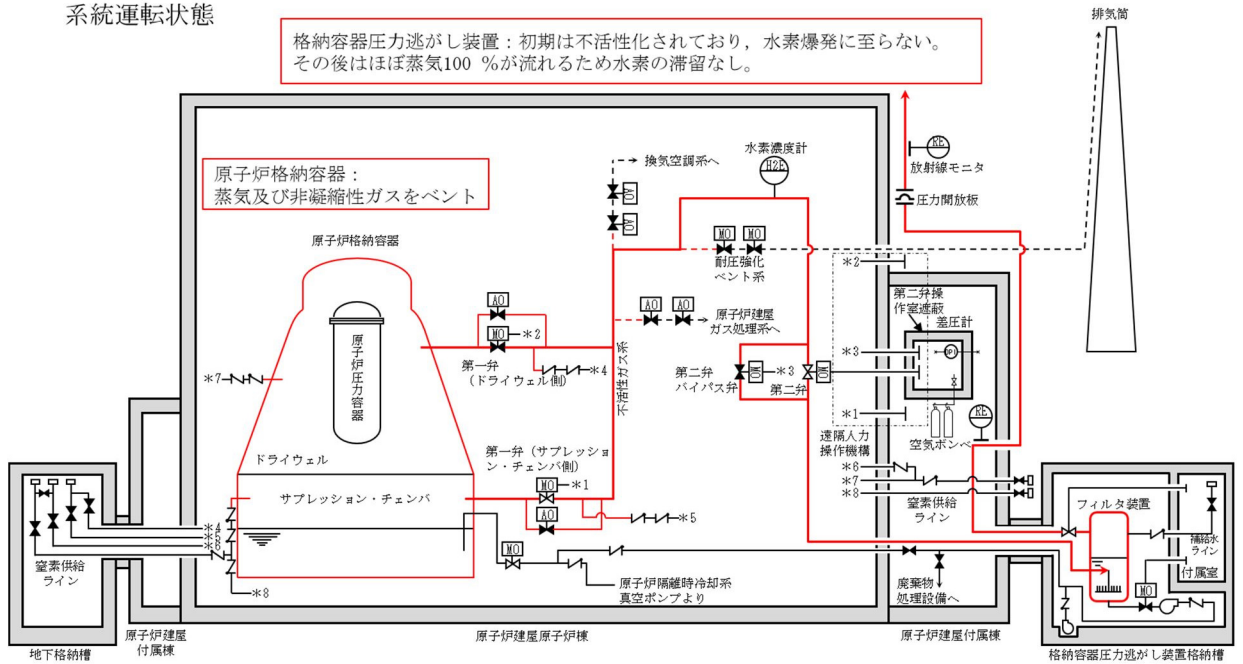 系統運転状態
格納容器圧力逃がし装置：初期は不活性化されており，水素爆発に至らない。
その後はほぼ蒸気100 %が流れるため水素の滞留なし。
排気筒
原子炉格納容器：
蒸気及び非凝縮性ガスをベント
換気空調系へ
AO
AO
水素濃度計
H2E
RE
放射線モニタ
圧力開放板
原子炉格納容器
MO
MO
耐圧強化
ベント系
*2
第二弁操
作室遮蔽
差圧計
DPI
AO
MO
*2
AO
AO
原子炉建屋
ガス処理系へ
原子炉圧力容器
第一弁
（ドライウェル側）
*4
不活性ガス系
*7
第二弁
バイパス弁
MO
*3
第二弁
MO
*3
*1
遠隔人力
操作機構
空気ボンベ
RE
ドライウェル
第一弁（サプレッショ
ン・チェンバ側）
サプレッション・チェンバ
MO
*1
AO
*5
*6
*7
*8
窒素供給
ライン
フィルタ装置
補給水
ライン
付属室
MO
*4
*5
*6
窒素供給
ライン
*8
MO
原子炉隔離時冷却系
真空ポンプより
廃棄物
処理設備へ
地下格納槽
原子炉建屋
付属棟
原子炉建屋原子炉棟
原子炉建屋付属棟
格納容器圧力逃がし装置格納槽